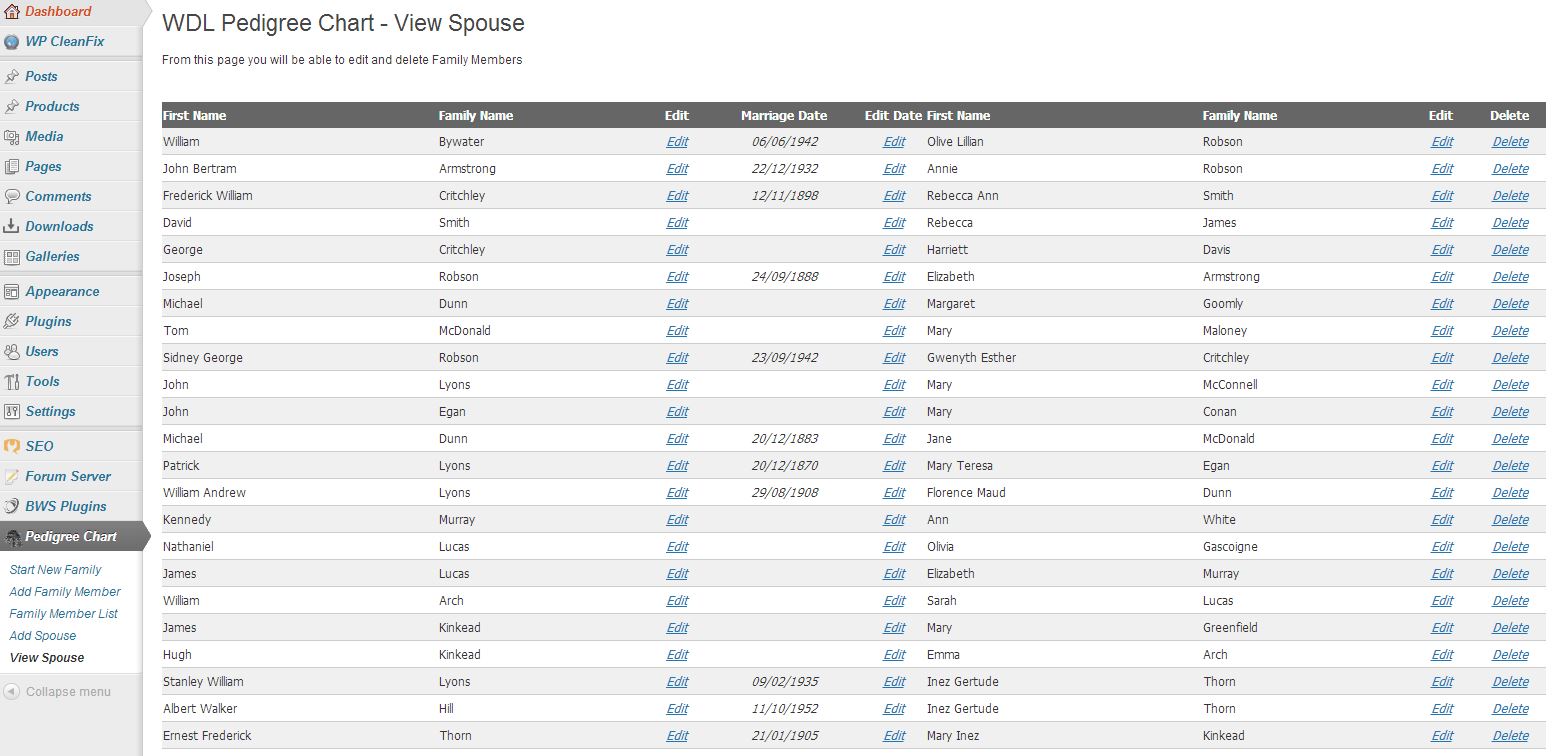 Dashboard
WP CleanFix
Posts
Products
Media
Pages
Comments
Downloads
Galleries
Appearance
Plugins
Users
Tools
Settings
SEO
Forum Server
BWS Plugins
Pedigree Chart
Start New Family
Add Family Member
Family Member List
Add Spouse
View Spouse
Collapse menu
WDL Pedigree Chart - View Spouse
From this page you will be able to edit and delete Family Members
First Name Family Name Edit Marriage Date Edit Date First Name Family Name Edit Delete
William Bywater Edit 06/06/1942 Edit Olive Lillian Robson Edit Delete
John Bertram Armstrong Edit 22/12/1932 Edit Annie Robson Edit Delete
Frederick William Critchley Edit 12/11/1898 Edit Rebecca Ann Smith Edit Delete
David Smith Edit Edit Rebecca James Edit Delete
George Critchley Edit Edit Harriett Davis Edit Delete
Joseph Robson Edit 24/09/1888 Edit Elizabeth Armstrong Edit Delete
Michael Dunn Edit Edit Margaret Goomly Edit Delete
Tom McDonald Edit Edit Mary Maloney Edit Delete
Sidney George Robson Edit 23/09/1942 Edit Gwenyth Esther Critchley Edit Delete
John Lyons Edit Edit Mary McConnell Edit Delete
John Egan Edit Edit Mary Conan Edit Delete
Michael Dunn Edit 20/12/1883 Edit Jane McDonald Edit Delete
Patrick Lyons Edit 20/12/1870 Edit Mary Teresa Egan Edit Delete
William Andrew Lyons Edit 29/08/1908 Edit Florence Maud Dunn Edit Delete
Kennedy Murray Edit Edit Ann White Edit Delete
Nathaniel Lucas Edit Edit Olivia Gascoigne Edit Delete
James Lucas Edit Edit Elizabeth Murray Edit Delete
William Arch Edit Edit Sarah Lucas Edit Delete
James Kinkead Edit Edit Mary Greenfield Edit Delete
Hugh Kinkead Edit Edit Emma Arch Edit Delete
Stanley William Lyons Edit 09/02/1935 Edit Inez Gertude Thorn Edit Delete
Albert Walker Hill Edit 11/10/1952 Edit Inez Gertude Thorn Edit Delete
Ernest Frederick Thorn Edit 21/01/1905 Edit Mary Inez Kinkead Edit Delete